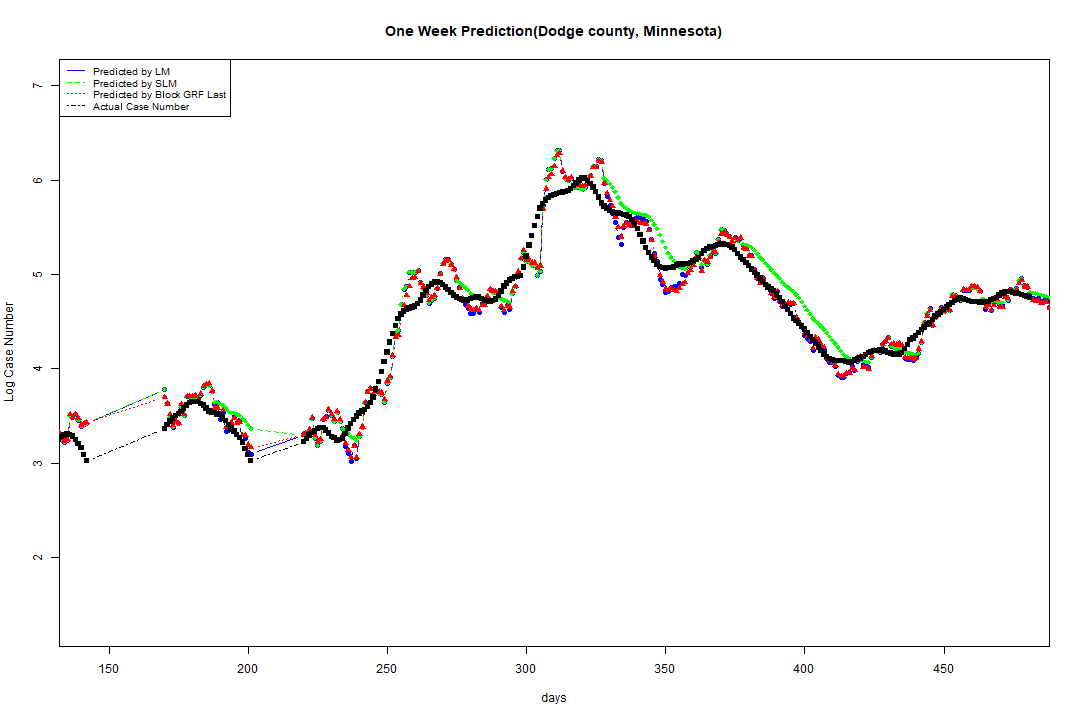 One Week Prediction(Dodge county, Minnesota)
Predicted by LM
Predicted by SLM
Predicted by Block GRF Last
Actual Case Number
7
6
5
4
3
2
Log Case Number
150 200 250 300 350 400 450
days